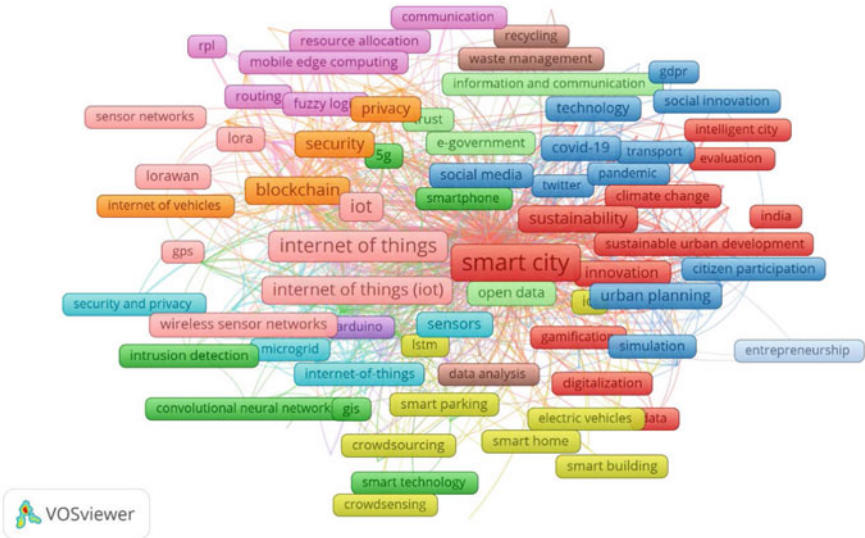 communication
recycling
rpl
resource allocation
waste management
mobile edge computing
gdpr
information and communication
routing
fuzzy logi
privacy
technology
social innovation
sensor networks
trust
intelligent city
lora
security
e-government
covid-19
transport
5g
evaluation
lorawan
social media
twitter
pandemic
blockchain
smartphone
climate change
internet of vehicles
iot
sustainability
india
internet of things
sustainable urban development
gps
smart city
innovation
citizen participation
internet of things (iot)
open data
urban planning
security and privacy
wireless sensor networks
arduino
sensors
gamification
intrusion detection
microgrid
lstm
simulation
entrepreneurship
internet-of-things
data analysis
digitalization
convolutional neural network
gis
smart parking
electric vehicles
data
crowdsourcing
smart home
smart building
smart technology
crowdsensing
VOSviewer